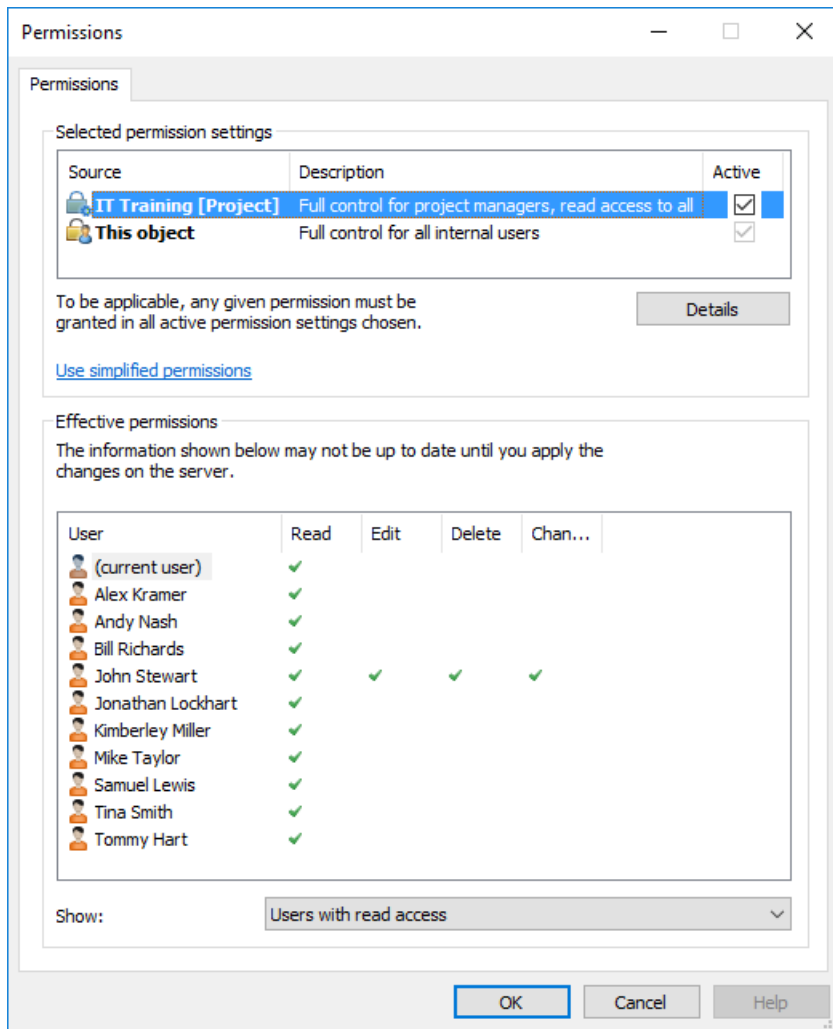 Permissions
Permissions
Selected permission settings
Source Description Active
IT Training [Project] Full control for project managers, read access to all
This object Full control for all internal users
To be applicable, any given permission must be
granted in all active permission settings chosen.
Details
Use simplified permissions
Effective permissions
The information shown below may not be up to date until you apply the
changes on the server.
User Read Edit Delete Chan...
(current user)
Alex Kramer
Andy Nash
Bill Richards
John Stewart
Jonathan Lockhart
Kimberley Miller
Mike Taylor
Samuel Lewis
Tina Smith
Tommy Hart
Show: Users with read access
OK Cancel Help